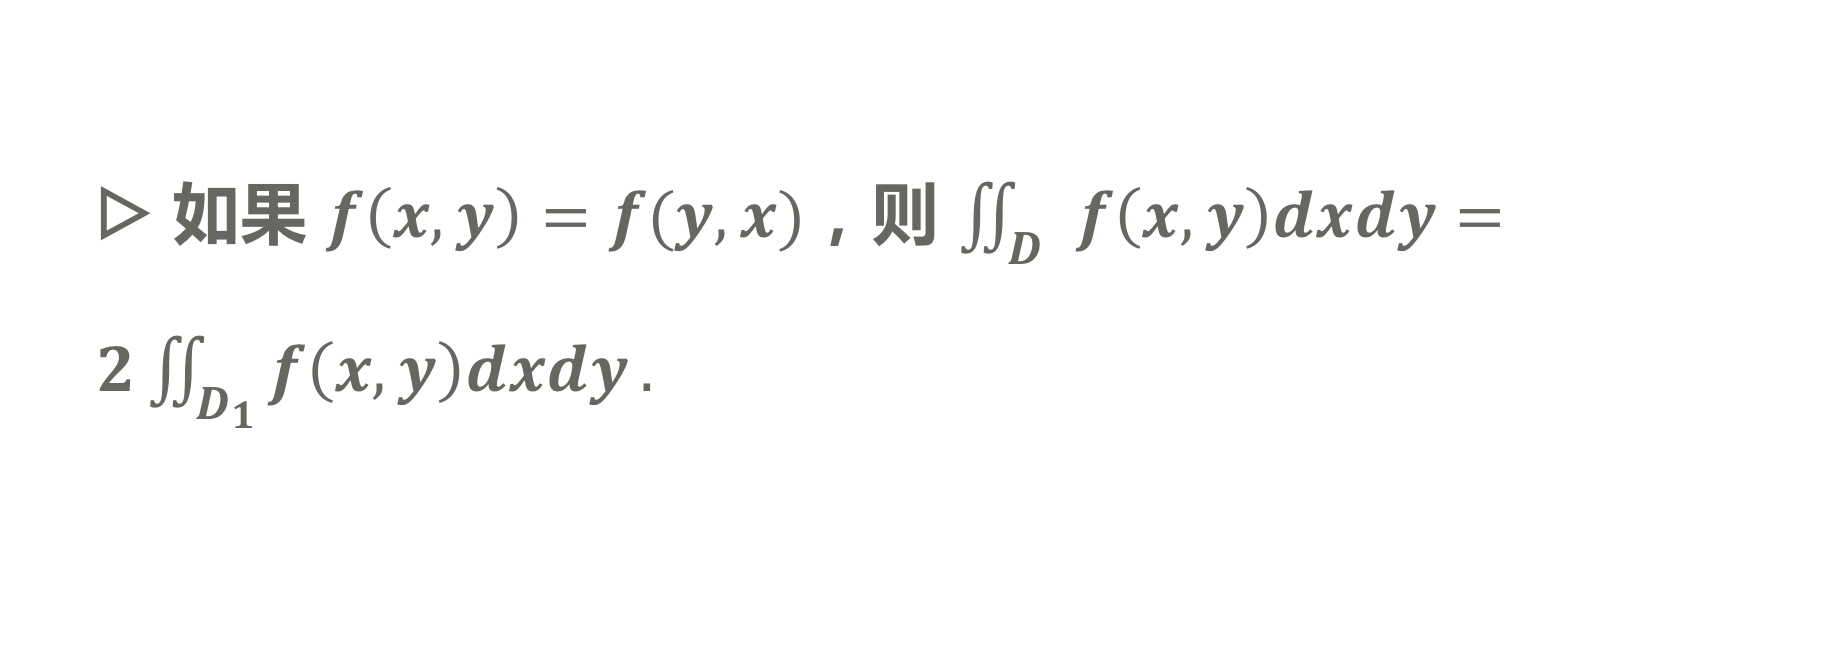 ▷ 如果 f(x, y) = f(y, x) , 则 ∬_D f(x, y)dxdy =
2 ∬_{D_1} f(x, y)dxdy .